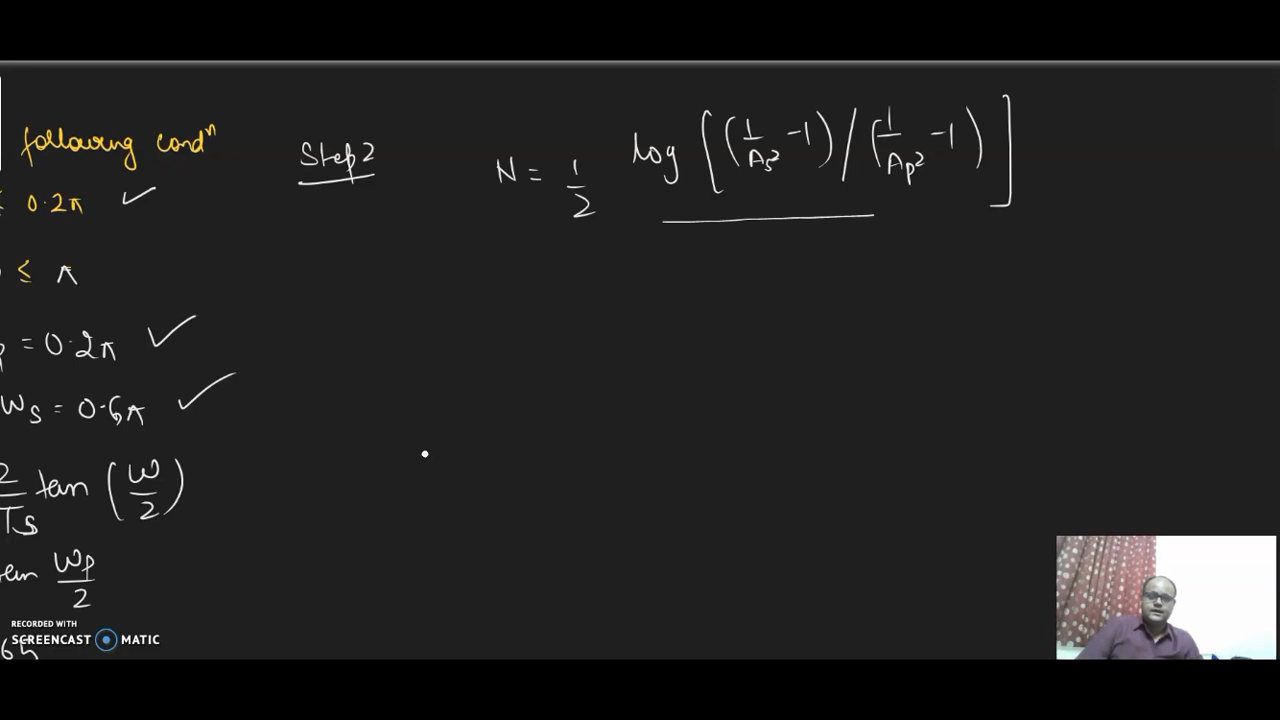 following condⁿ
≤ 0.2π ✓
≤ π
= 0.2π ✓
ws = 0.6π ✓
2/Ts tan (w/2)
wp/2
Step 2
N = 1/2 log [(1/As² -1) / (1/Ap² -1)]
RECORDED WITH
SCREENCAST MATIC